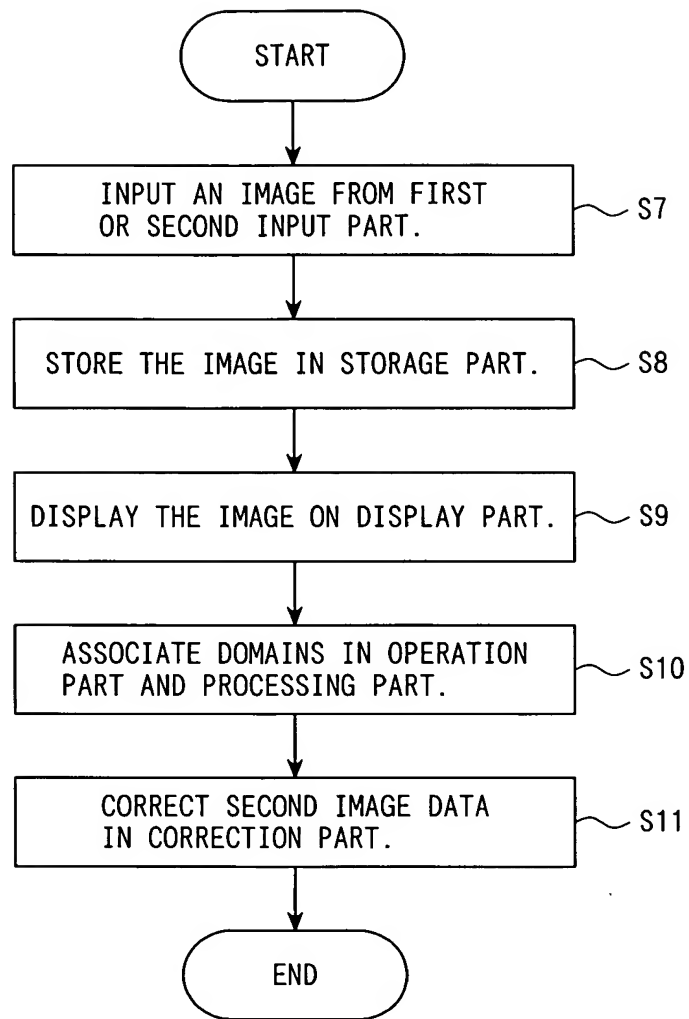 START
INPUT AN IMAGE FROM FIRST
OR SECOND INPUT PART.
S7
STORE THE IMAGE IN STORAGE PART.
S8
DISPLAY THE IMAGE ON DISPLAY PART.
S9
ASSOCIATE DOMAINS IN OPERATION
PART AND PROCESSING PART.
S10
CORRECT SECOND IMAGE DATA
IN CORRECTION PART.
S11
END